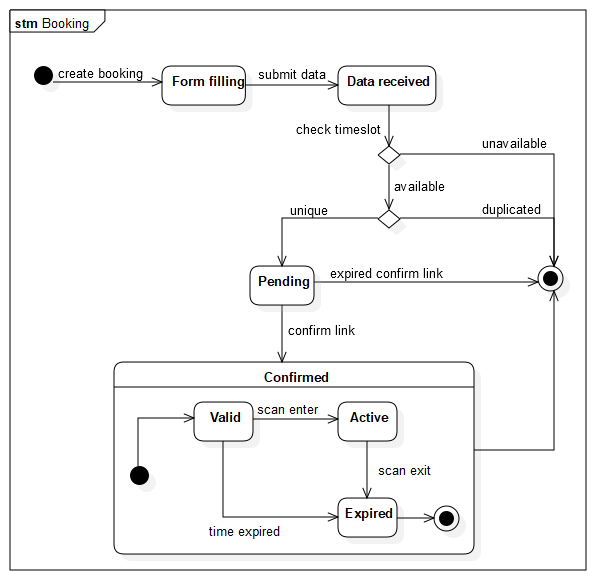 stm Booking
create booking
Form filling
submit data
Data received
check timeslot
unavailable
available
unique
duplicated
Pending
expired confirm link
confirm link
Confirmed
Valid
scan enter
Active
scan exit
Expired
time expired